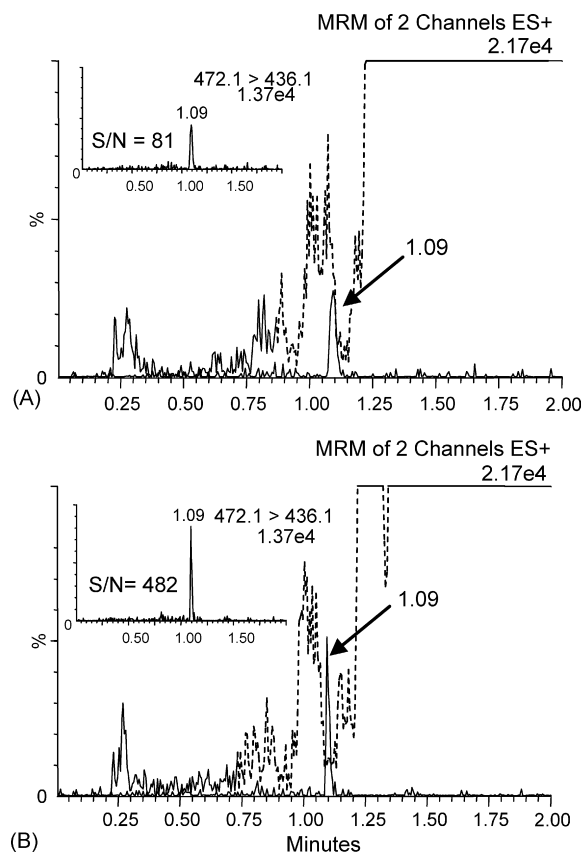 MRM of 2 Channels ES+
2.17e4
472.1 > 436.1
1.37e4
1.09
S/N = 81
0
0.50 1.00 1.50
%
1.09
0
0.25 0.50 0.75 1.00 1.25 1.50 1.75 2.00
(A)
MRM of 2 Channels ES+
2.17e4
1.09 472.1 > 436.1
1.37e4
S/N= 482
0
0.50 1.00 1.50
1.09
%
0
0.25 0.50 0.75 1.00 1.25 1.50 1.75 2.00
(B) Minutes